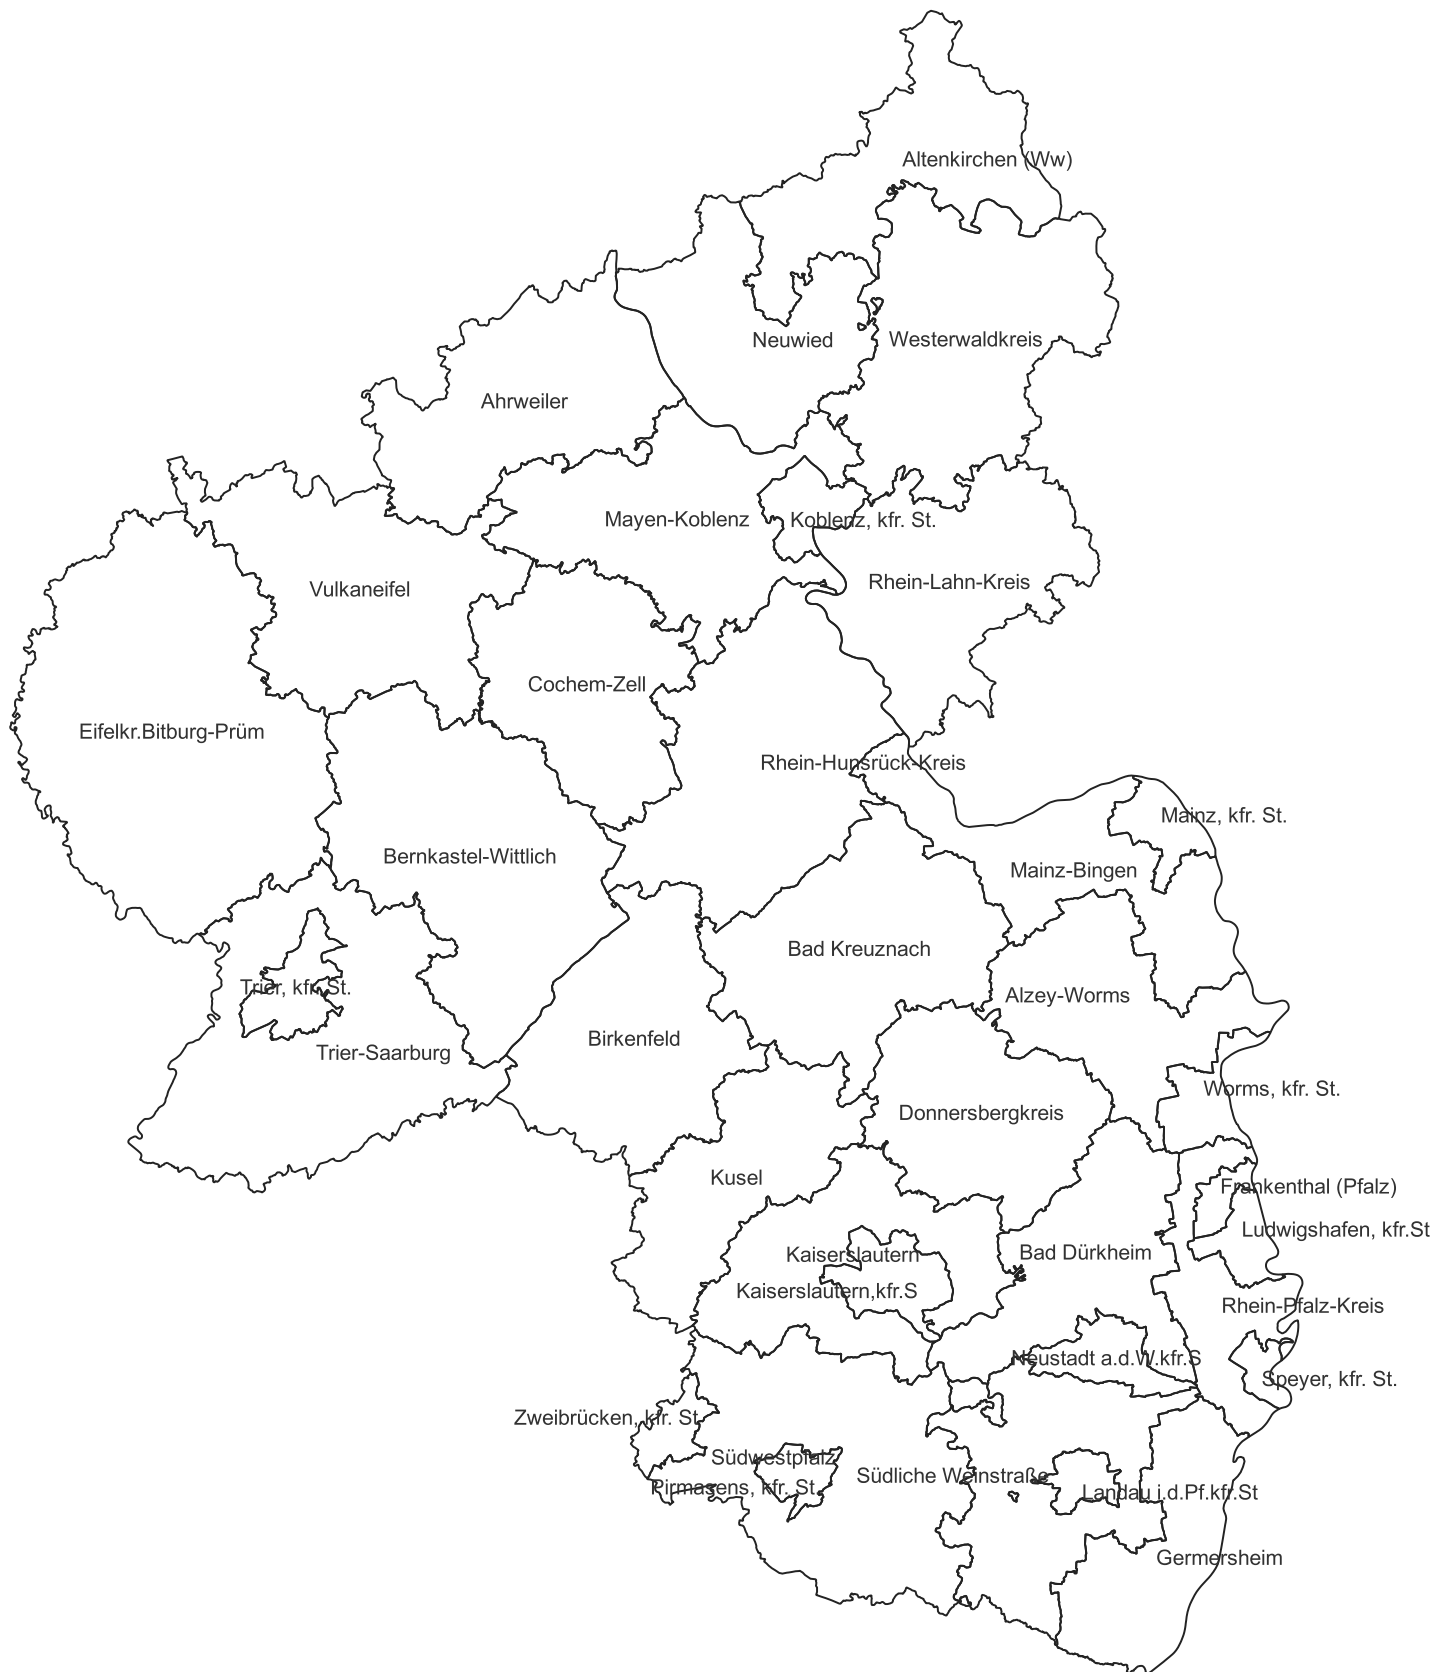 Altenkirchen (Ww)
Neuwied
Westerwaldkreis
Ahrweiler
Mayen-Koblenz
Koblenz, kfr. St.
Rhein-Lahn-Kreis
Vulkaneifel
Cochem-Zell
Eifelkr.Bitburg-Prüm
Rhein-Hunsrück-Kreis
Mainz, kfr. St.
Bernkastel-Wittlich
Mainz-Bingen
Bad Kreuznach
Trier, kfr. St.
Alzey-Worms
Birkenfeld
Trier-Saarburg
Worms, kfr. St.
Donnersbergkreis
Kusel
Frankenthal (Pfalz)
Ludwigshafen, kfr.St
Kaiserslautern
Bad Dürkheim
Kaiserslautern,kfr.S
Rhein-Pfalz-Kreis
Neustadt a.d.W.kfr.S
Speyer, kfr. St.
Zweibrücken, kfr. St.
Südwestpfalz
Südliche Weinstraße
Pirmasens, kfr. St.
Landau i.d.Pf.kfr.St
Germersheim